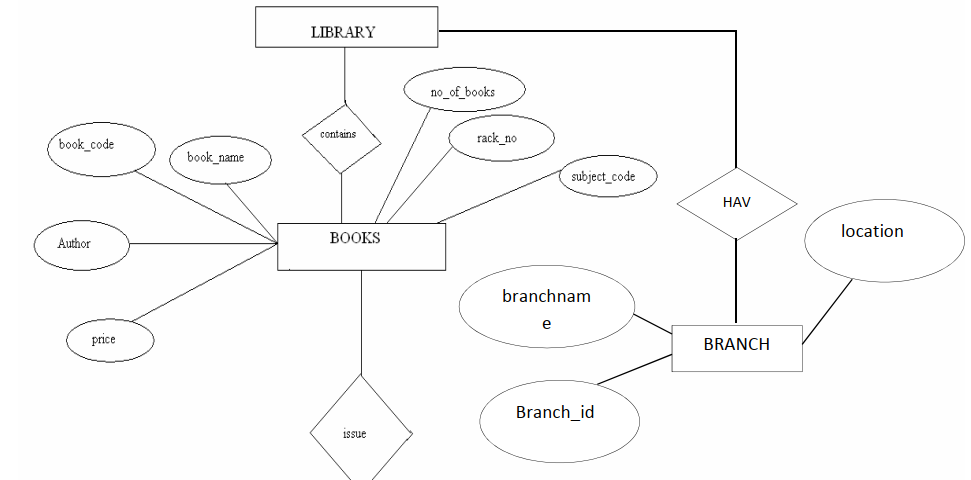 LIBRARY
no_of_books
contains
rack_no
book_code
book_name
subject_code
HAV
BOOKS
location
Author
branchnam
e
price
BRANCH
Branch_id
issue